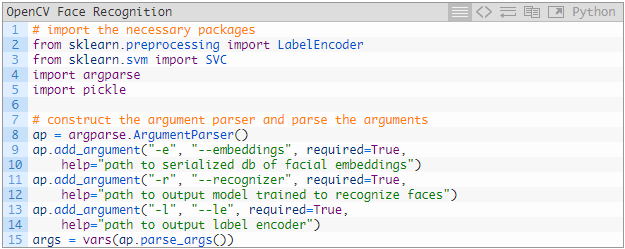 OpenCV Face Recognition
Python
1 # import the necessary packages
2 from sklearn.preprocessing import LabelEncoder
3 from sklearn.svm import SVC
4 import argparse
5 import pickle
6
7 # construct the argument parser and parse the arguments
8 ap = argparse.ArgumentParser()
9 ap.add_argument("-e", "--embeddings", required=True,
10     help="path to serialized db of facial embeddings")
11 ap.add_argument("-r", "--recognizer", required=True,
12     help="path to output model trained to recognize faces")
13 ap.add_argument("-l", "--le", required=True,
14     help="path to output label encoder")
15 args = vars(ap.parse_args())